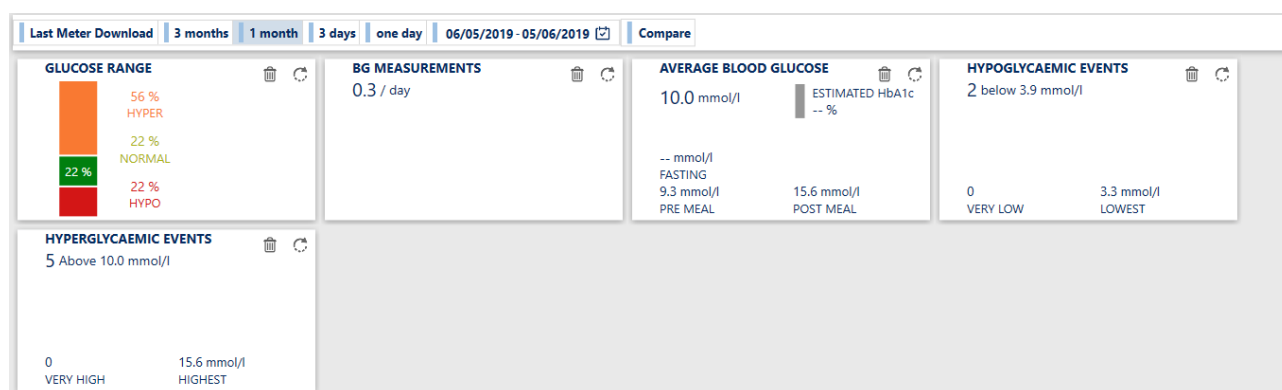 Last Meter Download 3 months 1 month 3 days one day 06/05/2019 - 05/06/2019 Compare
GLUCOSE RANGE
56 %
HYPER
22 %
NORMAL
22 %
22 %
HYPO
BG MEASUREMENTS
0.3 / day
AVERAGE BLOOD GLUCOSE
10.0 mmol/l
ESTIMATED HbA1c
-- %
-- mmol/l
FASTING
9.3 mmol/l 15.6 mmol/l
PRE MEAL POST MEAL
HYPOGLYCAEMIC EVENTS
2 below 3.9 mmol/l
0 3.3 mmol/l
VERY LOW LOWEST
HYPERGLYCAEMIC EVENTS
5 Above 10.0 mmol/l
0 15.6 mmol/l
VERY HIGH HIGHEST